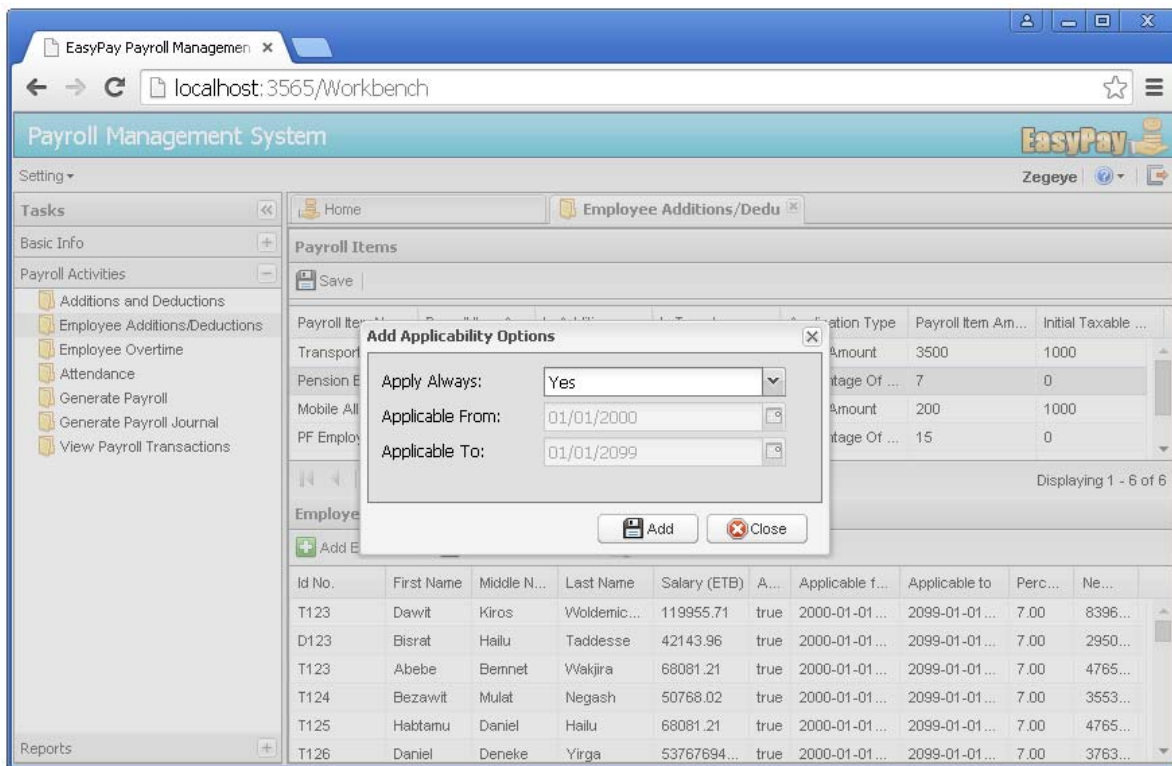 EasyPay Payroll Managemen
localhost:3565/Workbench
Payroll Management System
EasyPay
Setting
Zegeye
Tasks
Home
Employee Additions/Dedu
Basic Info
Payroll Items
Payroll Activities
Save
Additions and Deductions
Employee Additions/Deductions
Employee Overtime
Attendance
Generate Payroll
Generate Payroll Journal
View Payroll Transactions
Reports
Payroll Item Am... Initial Taxable ...
Transport Amount 3500 1000
Pension E ntage Of ... 7 0
Mobile All Amount 200 1000
PF Employ ntage Of ... 15 0
Displaying 1 - 6 of 6
Add Applicability Options
Apply Always: Yes
Applicable From: 01/01/2000
Applicable To: 01/01/2099
Add Close
Employe
Add E
Id No. First Name Middle N... Last Name Salary (ETB) A... Applicable f... Applicable to Perc... Ne...
T123 Dawit Kiros Woldemic... 119955.71 true 2000-01-01... 2099-01-01... 7.00 8396...
D123 Bisrat Hailu Taddesse 42143.96 true 2000-01-01... 2099-01-01... 7.00 2950...
T123 Abebe Bemnet Wakjira 68081.21 true 2000-01-01... 2099-01-01... 7.00 4765...
T124 Bezawit Mulat Negash 50768.02 true 2000-01-01... 2099-01-01... 7.00 3553...
T125 Habtamu Daniel Hailu 68081.21 true 2000-01-01... 2099-01-01... 7.00 4765...
T126 Daniel Deneke Yirga 53767694... true 2000-01-01... 2099-01-01... 7.00 3763...